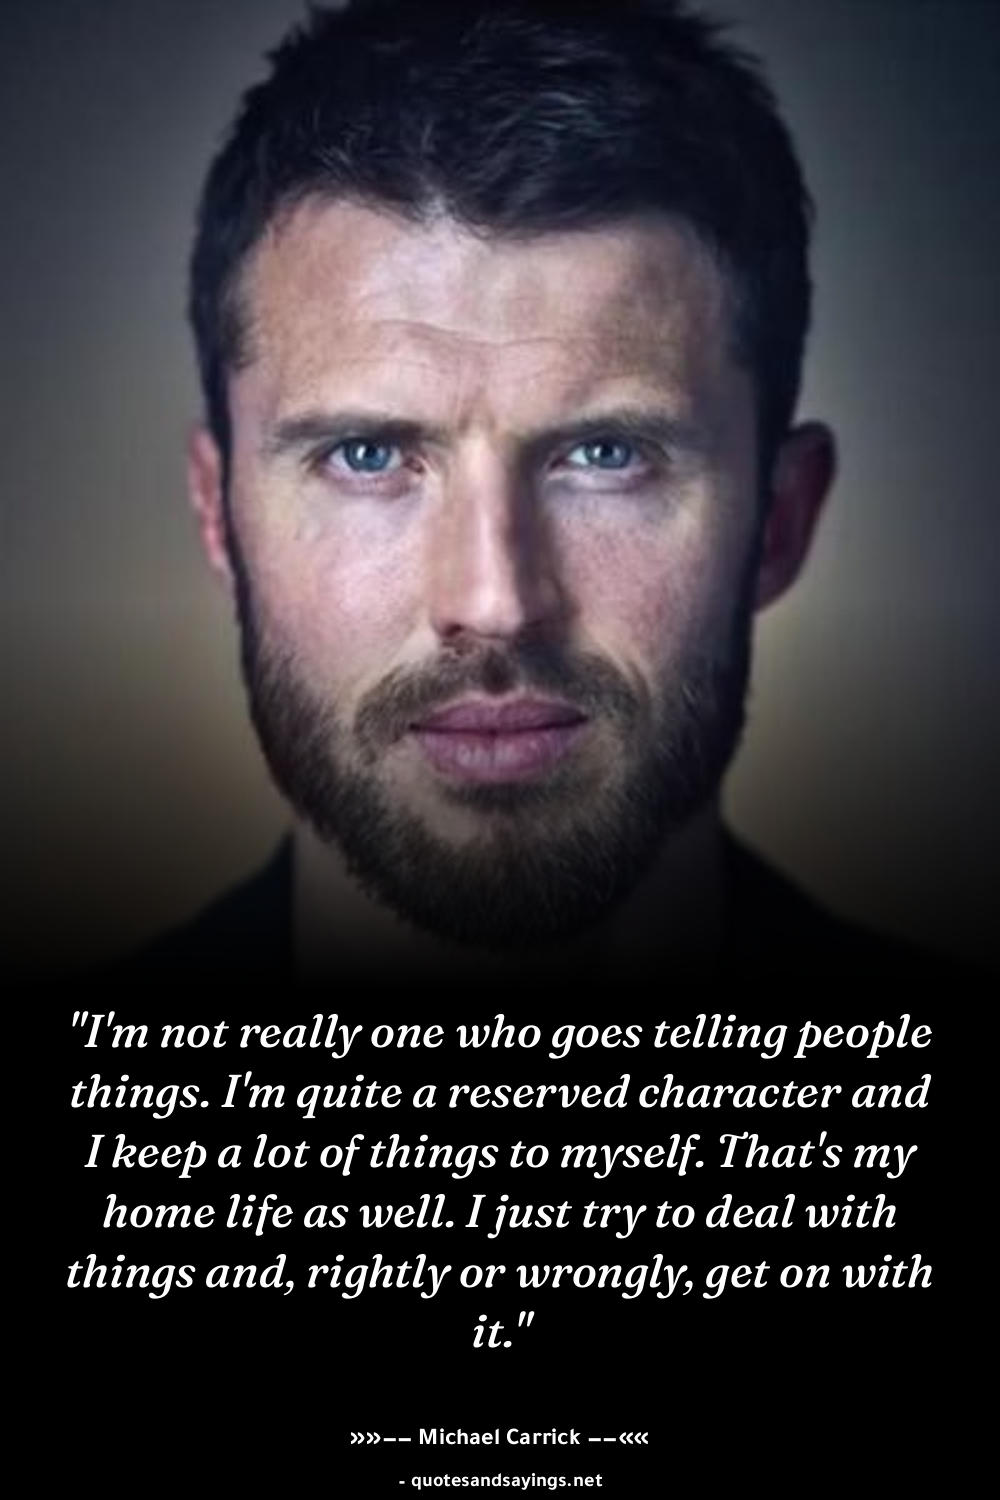 "I'm not really one who goes telling people
things. I'm quite a reserved character and
I keep a lot of things to myself. That's my
home life as well. I just try to deal with
things and, rightly or wrongly, get on with
it."
»»–– Michael Carrick ––««
- quotesandsayings.net